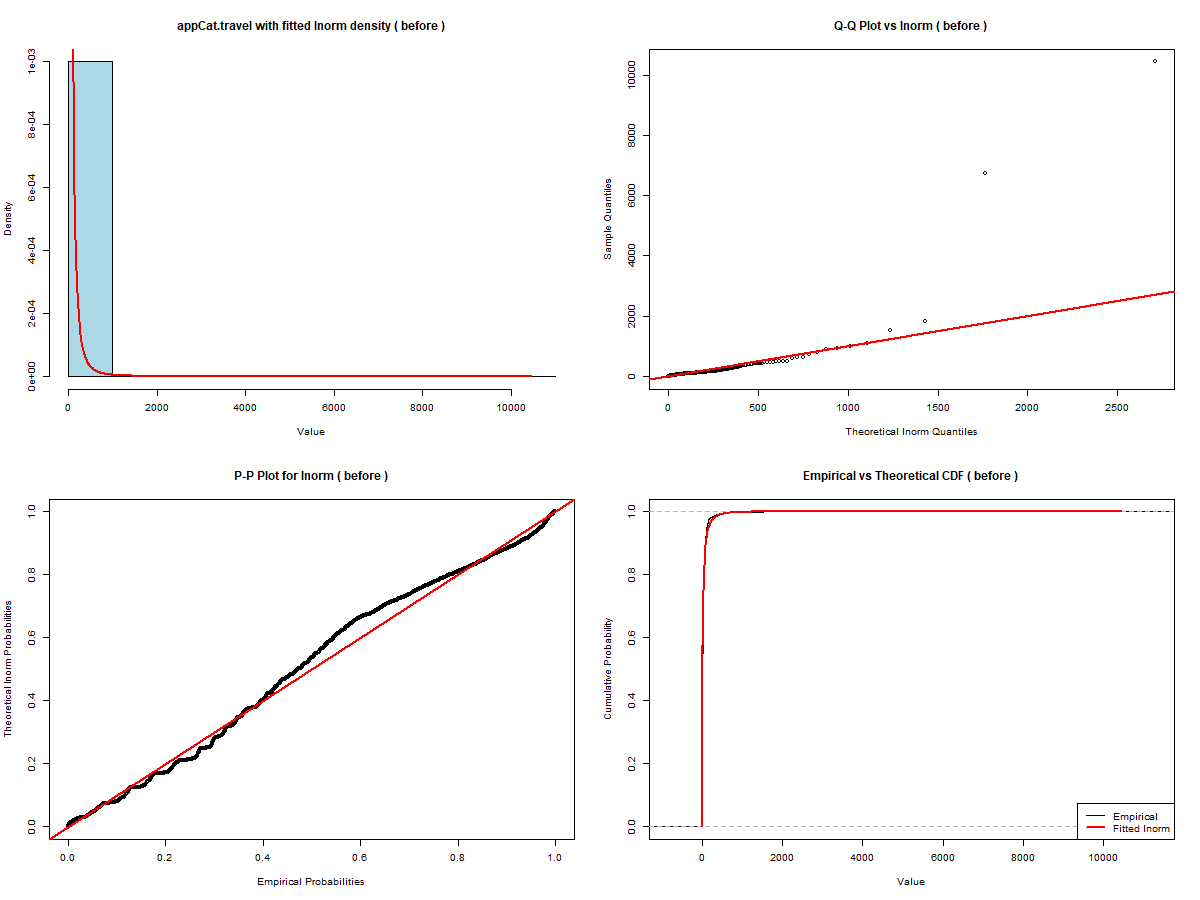 appCat.travel with fitted lnorm density ( before )
Density
0e+00 2e-04 4e-04 6e-04 8e-04 1e-03
0 2000 4000 6000 8000 10000
Value
Q-Q Plot vs lnorm ( before )
Sample Quantiles
0 2000 4000 6000 8000 10000
0 500 1000 1500 2000 2500
Theoretical lnorm Quantiles
P-P Plot for lnorm ( before )
Theoretical lnorm Probabilities
0.0 0.2 0.4 0.6 0.8 1.0
0.0 0.2 0.4 0.6 0.8 1.0
Empirical Probabilities
Empirical vs Theoretical CDF ( before )
Cumulative Probability
0.0 0.2 0.4 0.6 0.8 1.0
Empirical
Fitted lnorm
0 2000 4000 6000 8000 10000
Value